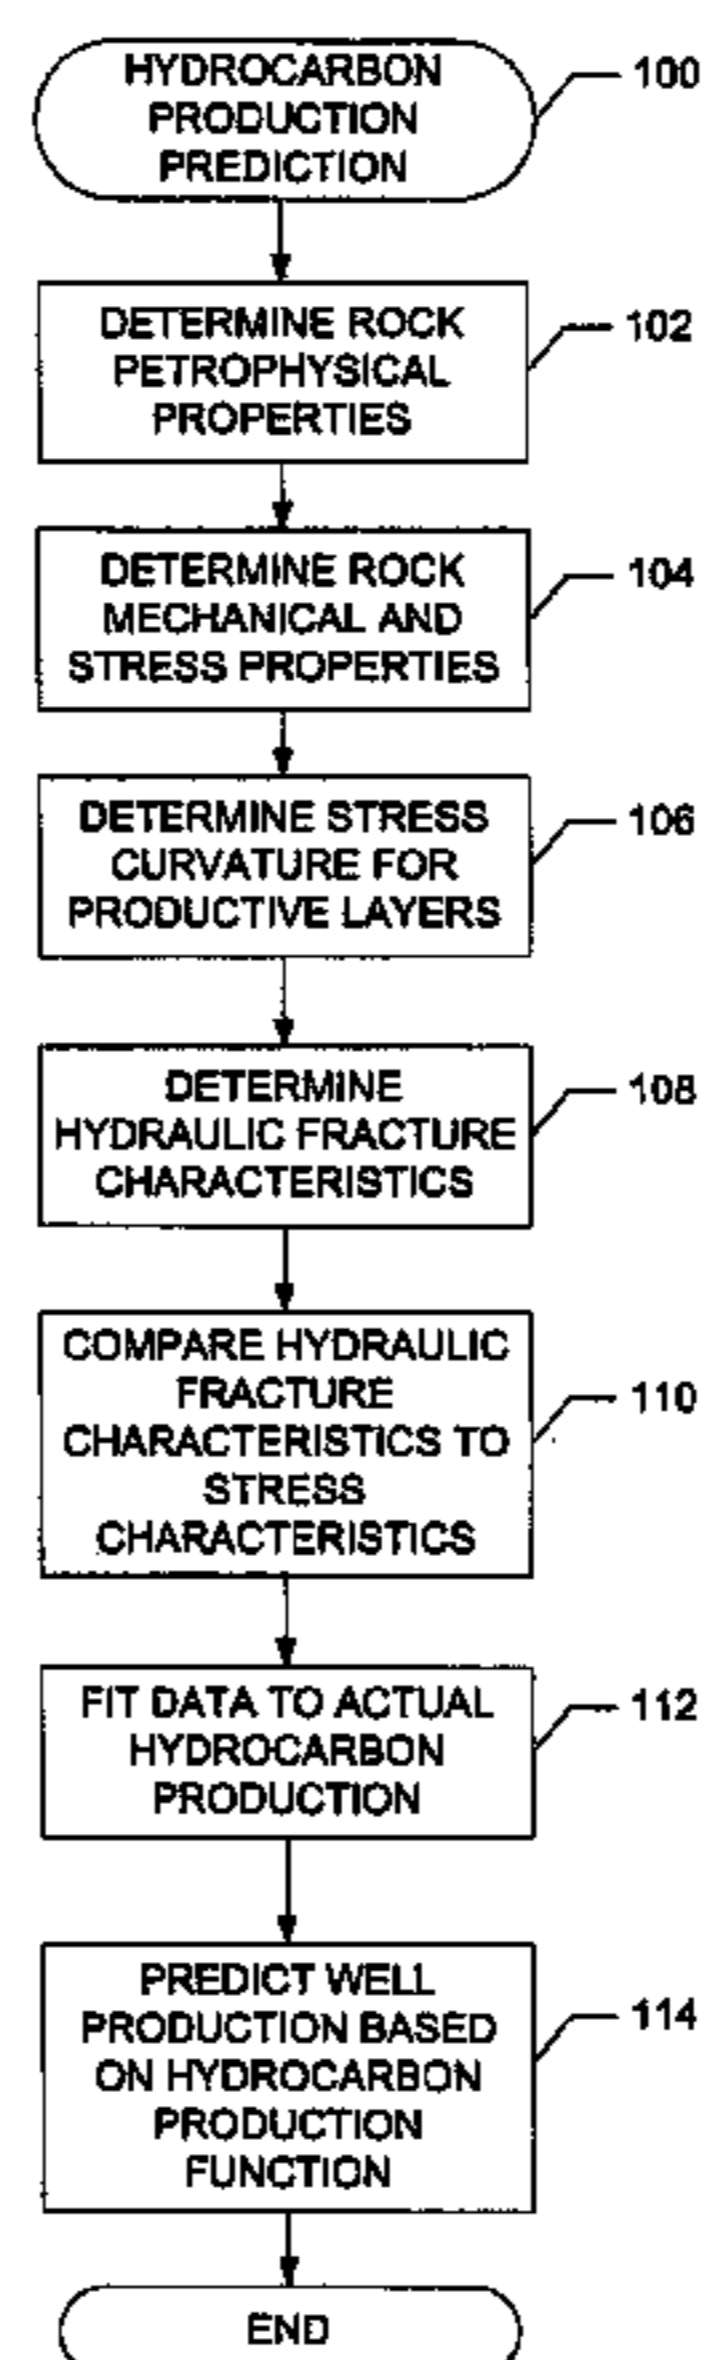 HYDROCARBON
PRODUCTION
PREDICTION
100
DETERMINE ROCK
PETROPHYSICAL
PROPERTIES
102
DETERMINE ROCK
MECHANICAL AND
STRESS PROPERTIES
104
DETERMINE STRESS
CURVATURE FOR
PRODUCTIVE LAYERS
106
DETERMINE
HYDRAULIC FRACTURE
CHARACTERISTICS
108
COMPARE HYDRAULIC
FRACTURE
CHARACTERISTICS TO
STRESS
CHARACTERISTICS
110
FIT DATA TO ACTUAL
HYDROCARBON
PRODUCTION
112
PREDICT WELL
PRODUCTION BASED
ON HYDROCARBON
PRODUCTION
FUNCTION
114
END